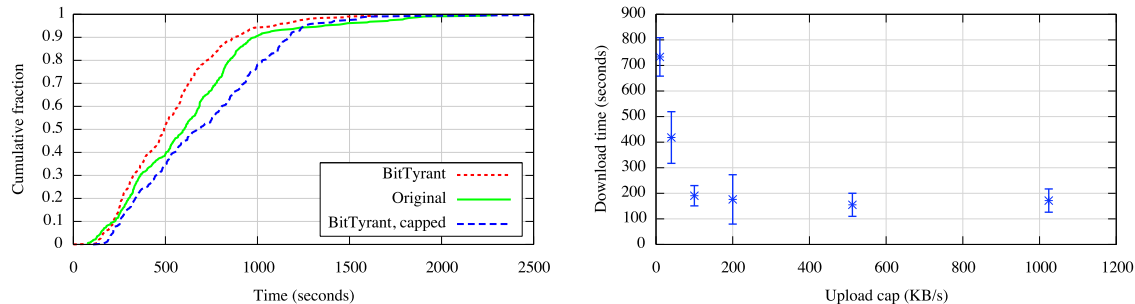 1
0.9
0.8
0.7
0.6
0.5
0.4
0.3
0.2
0.1
0
Cumulative fraction
0 500 1000 1500 2000 2500
Time (seconds)
BitTyrant
Original
BitTyrant, capped
900
800
700
600
500
400
300
200
100
0
Download time (seconds)
0 200 400 600 800 1000 1200
Upload cap (KB/s)